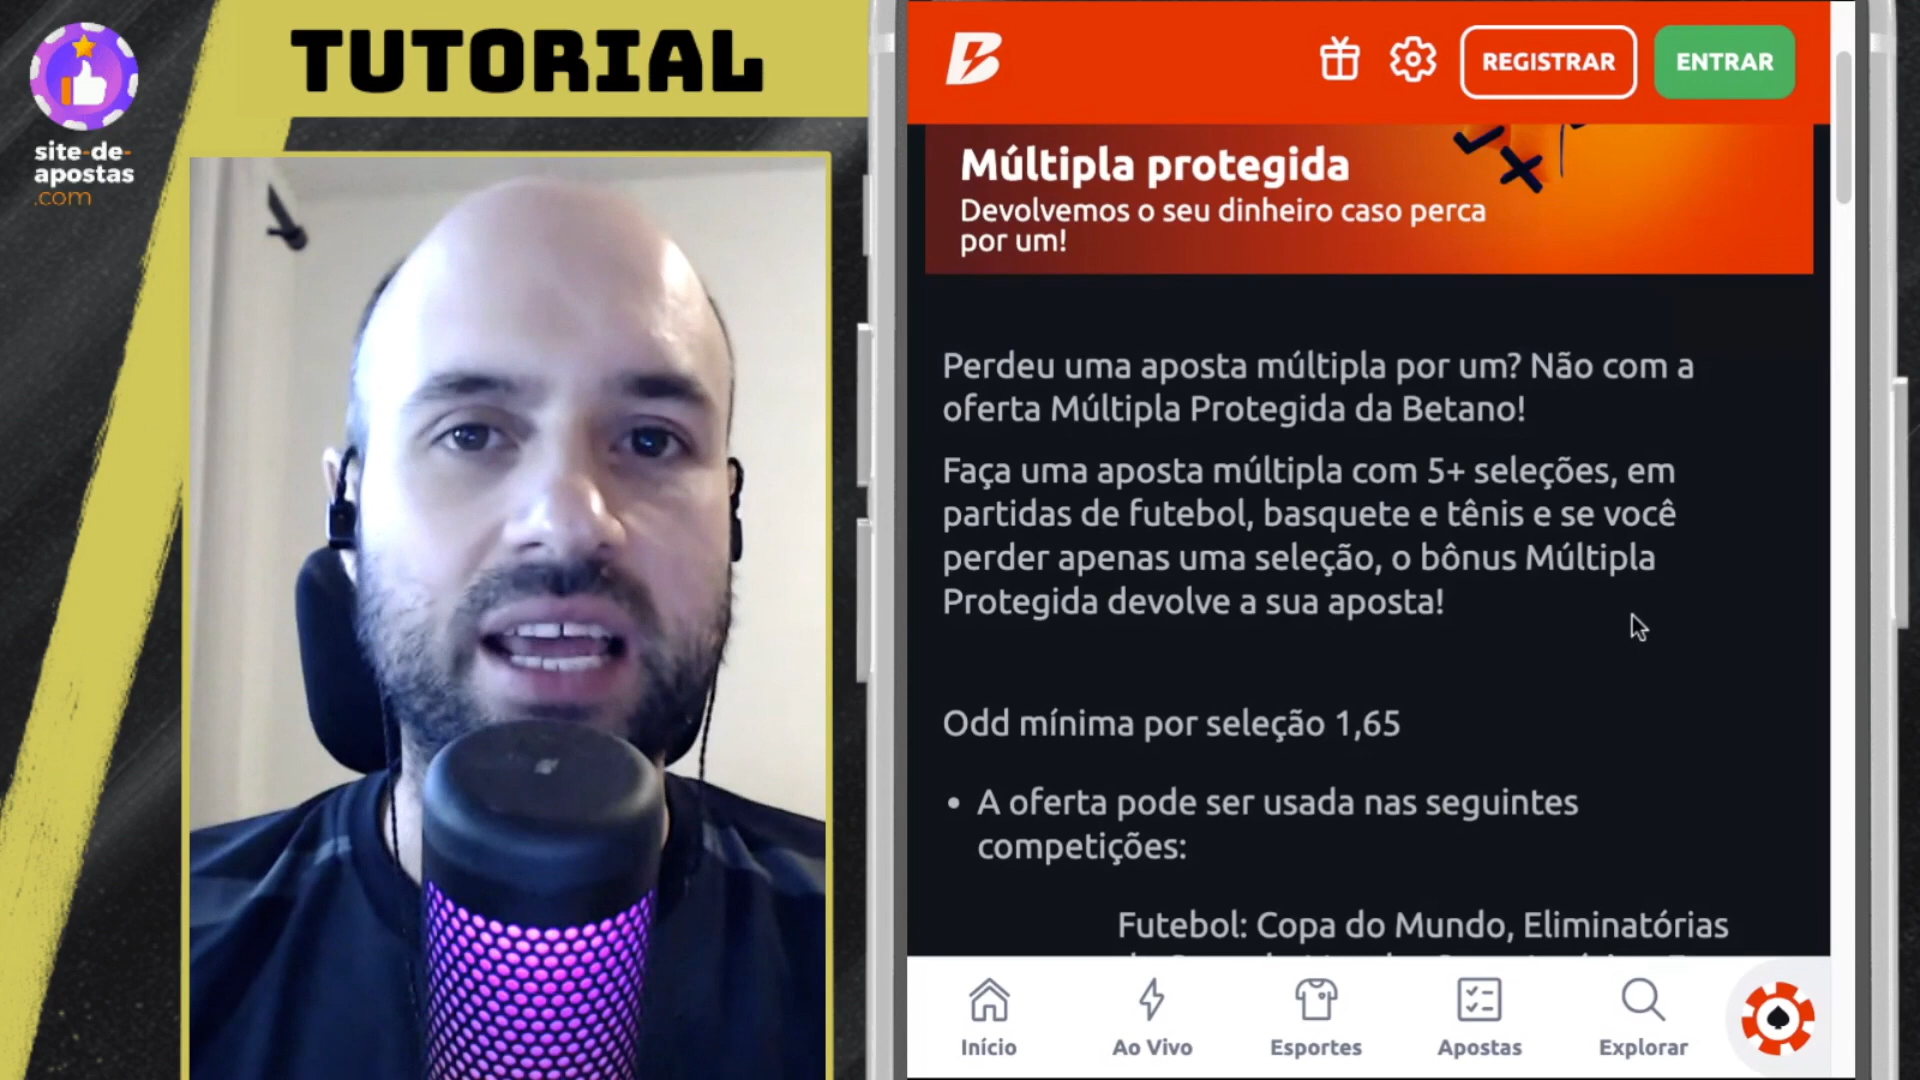 TUTORIAL
site-de-
apostas
.com
B
REGISTRAR
ENTRAR
Múltipla protegida
Devolvemos o seu dinheiro caso perca
por um!
Perdeu uma aposta múltipla por um? Não com a
oferta Múltipla Protegida da Betano!
Faça uma aposta múltipla com 5+ seleções, em
partidas de futebol, basquete e tênis e se você
perder apenas uma seleção, o bônus Múltipla
Protegida devolve a sua aposta!
Odd mínima por seleção 1,65
• A oferta pode ser usada nas seguintes
competições:
Futebol: Copa do Mundo, Eliminatórias
Início
Ao Vivo
Esportes
Apostas
Explorar